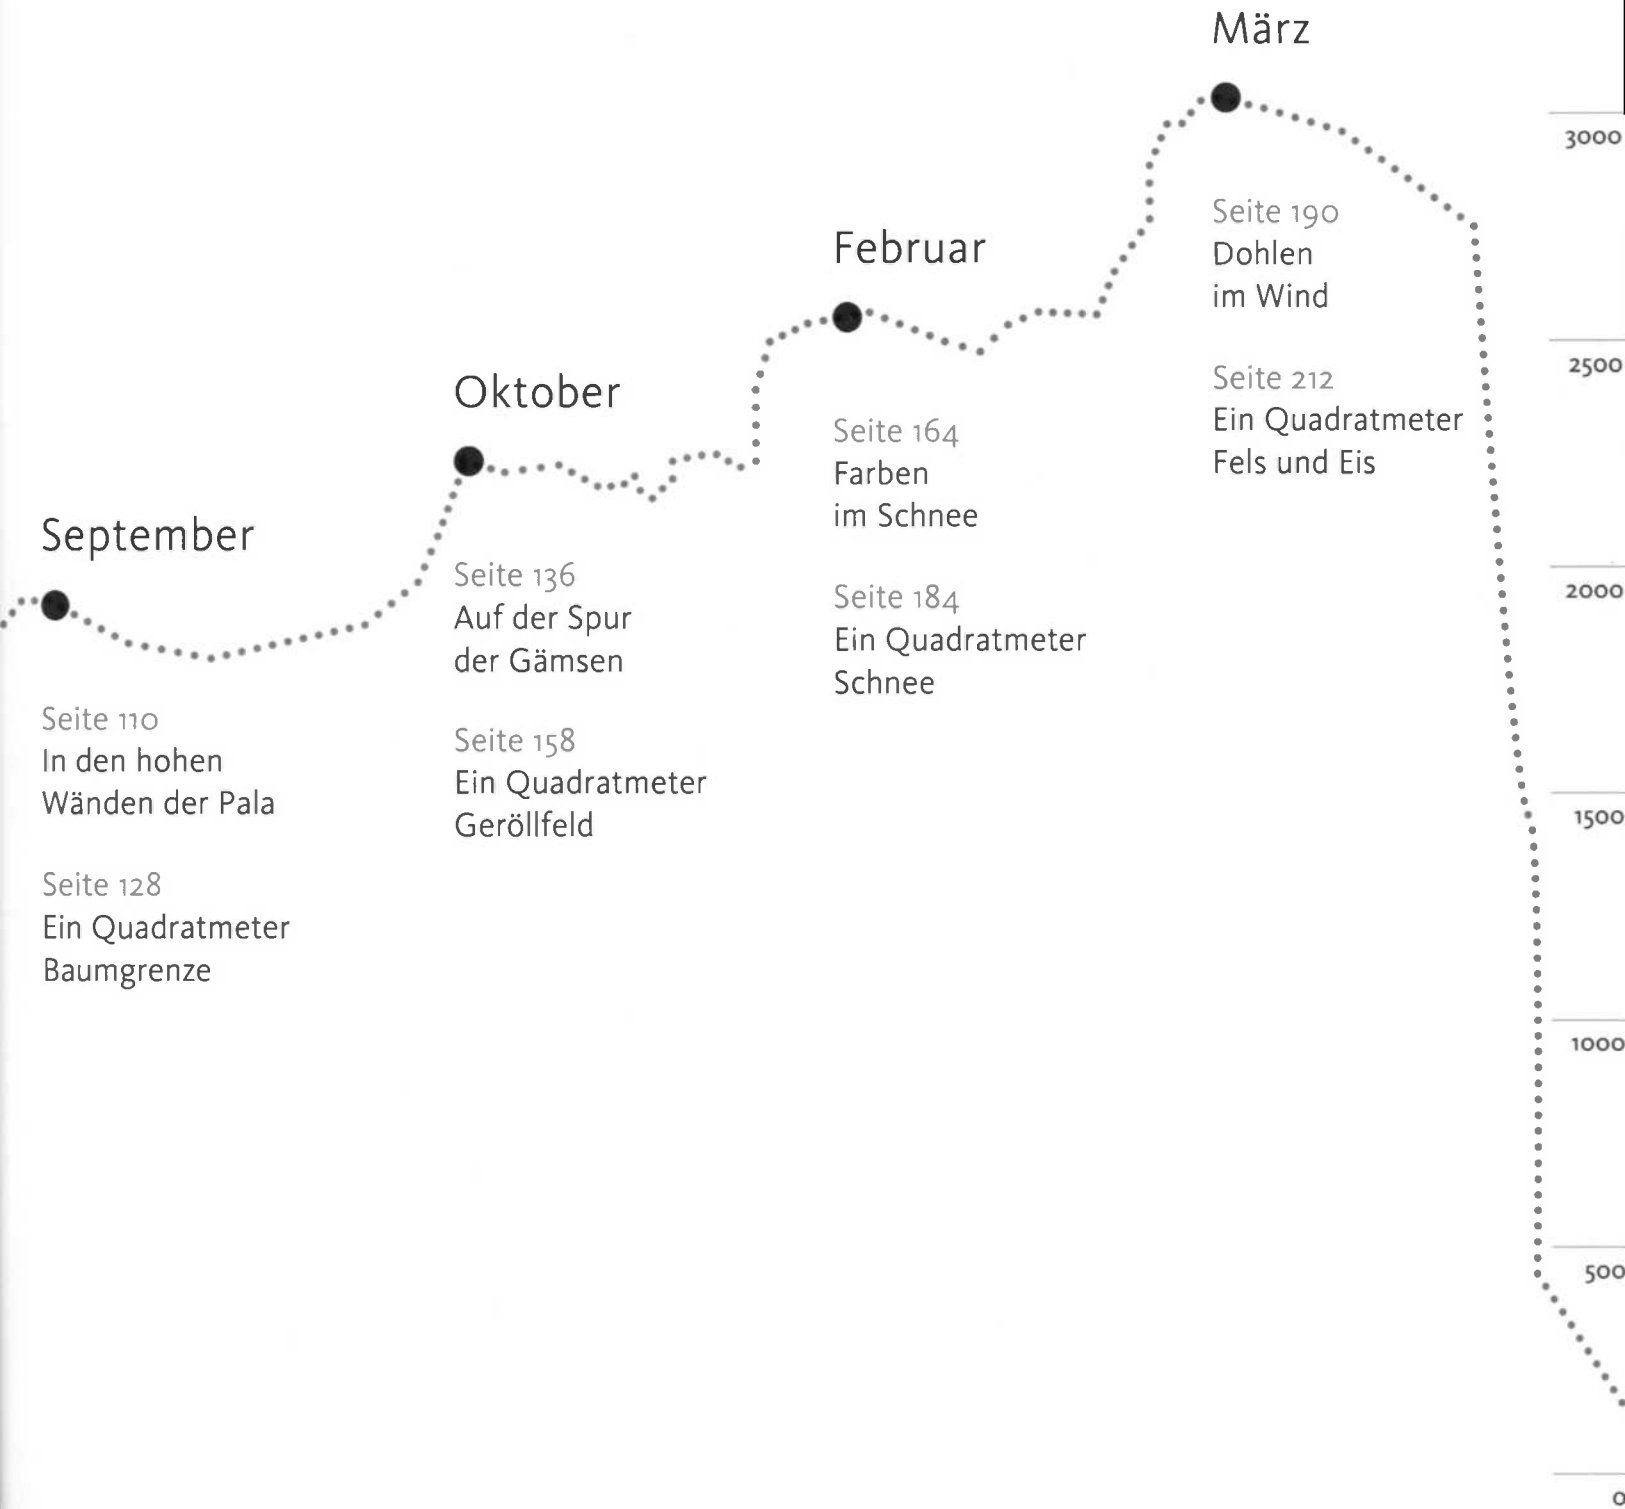 März
Seite 190
Dohlen
im Wind
Seite 212
Ein Quadratmeter
Fels und Eis
Februar
Seite 164
Farben
im Schnee
Seite 184
Ein Quadratmeter
Schnee
Oktober
Seite 136
Auf der Spur
der Gämsen
Seite 158
Ein Quadratmeter
Geröllfeld
September
Seite 110
In den hohen
Wänden der Pala
Seite 128
Ein Quadratmeter
Baumgrenze
3000
2500
2000
1500
1000
500
0